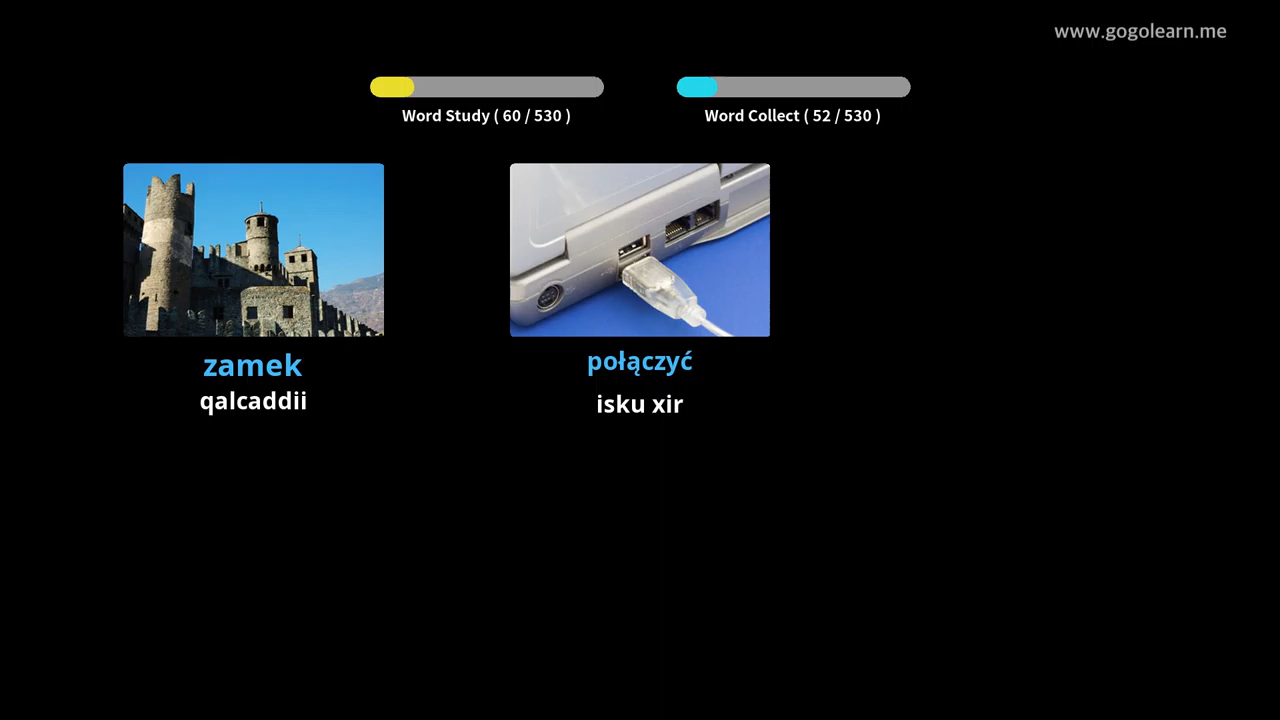 www.gogolearn.me
Word Study ( 60 / 530 )
Word Collect ( 52 / 530 )
zamek
qalcaddii
połączyć
isku xir